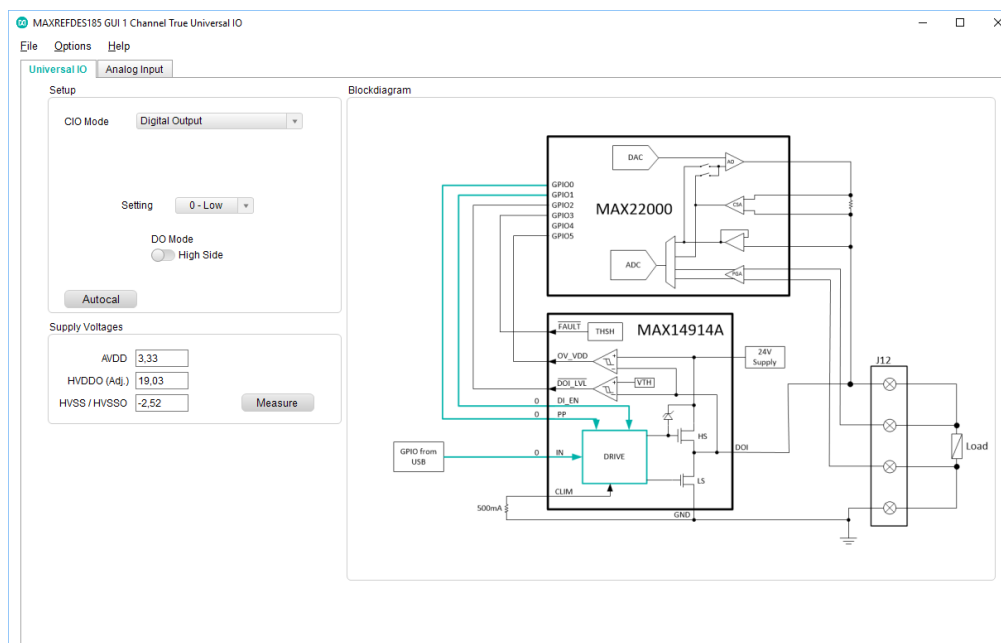 MAXREFDES185 GUI 1 Channel True Universal IO
File Options Help
Universal IO Analog Input
Setup
CIO Mode Digital Output
Setting 0 - Low
DO Mode
High Side
Autocal
Supply Voltages
AVDD 3,33
HVDDO (Adj.) 19,03
HVSS / HVSSO -2,52
Measure
Blockdiagram
DAC
AO
GPIO0
GPIO1
GPIO2
GPIO3
GPIO4
GPIO5
MAX22000
CSA
ADC
PGA
MAX14914A
FAULT THSH
OV_VDD
24V
Supply
DOI_LVL VTH
0 DI_EN
0 PP
HS
GPIO from
USB
0 IN
DRIVE
DOI
LS
CLIM
500mA
GND
J12
Load